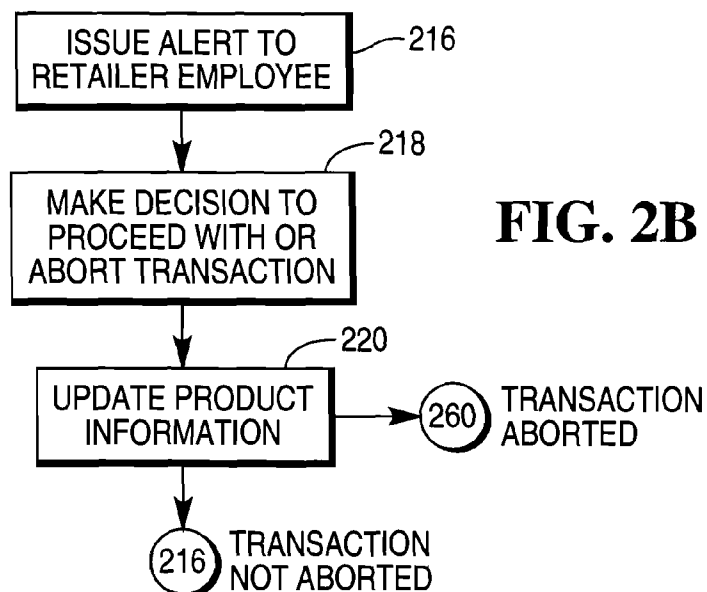 ISSUE ALERT TO
RETAILER EMPLOYEE
216
218
MAKE DECISION TO
PROCEED WITH OR
ABORT TRANSACTION
FIG. 2B
220
UPDATE PRODUCT
INFORMATION
260
TRANSACTION
ABORTED
216
TRANSACTION
NOT ABORTED